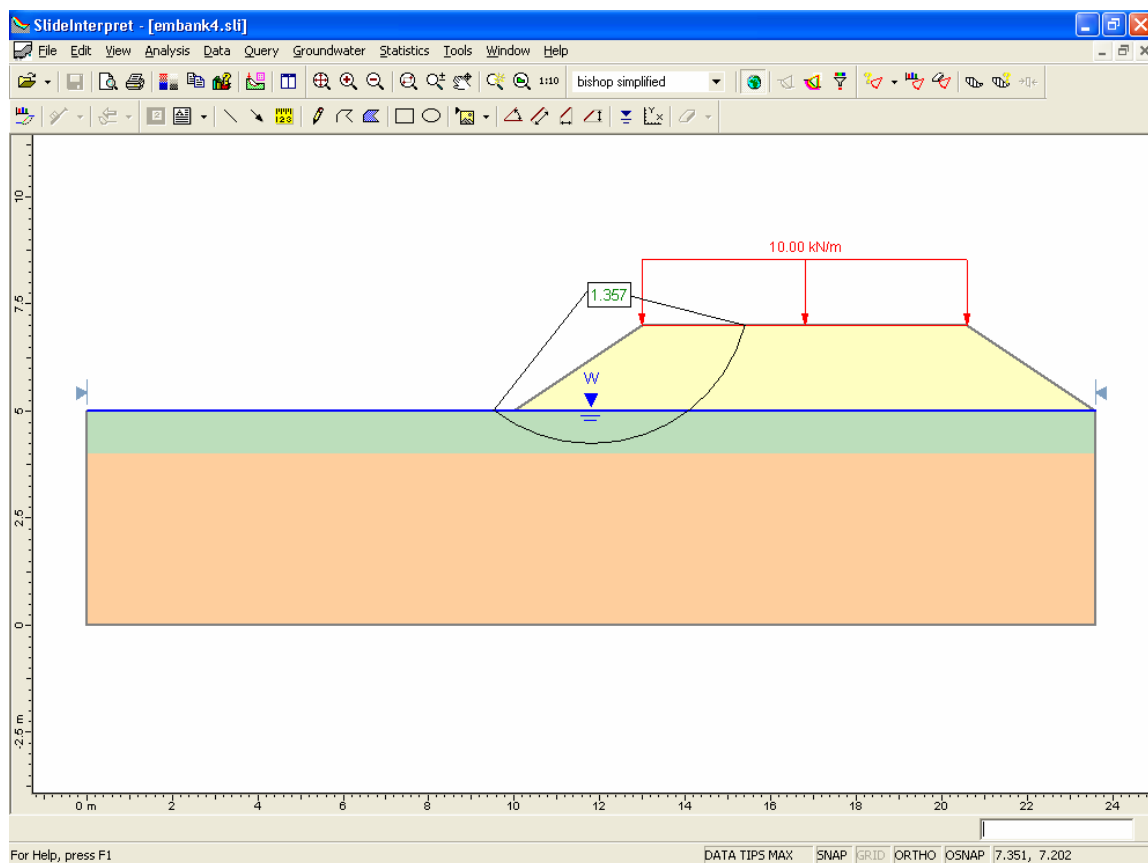 SlideInterpret - [embank4.sli]
File Edit View Analysis Data Query Groundwater Statistics Tools Window Help
1:10 bishop simplified
10.00 kN/m
1.357
W
10
7.5
5
2.5
0
-2.5 m
0 m 2 4 6 8 10 12 14 16 18 20 22 24
For Help, press F1 DATA TIPS MAX SNAP GRID ORTHO OSNAP 7.351, 7.202